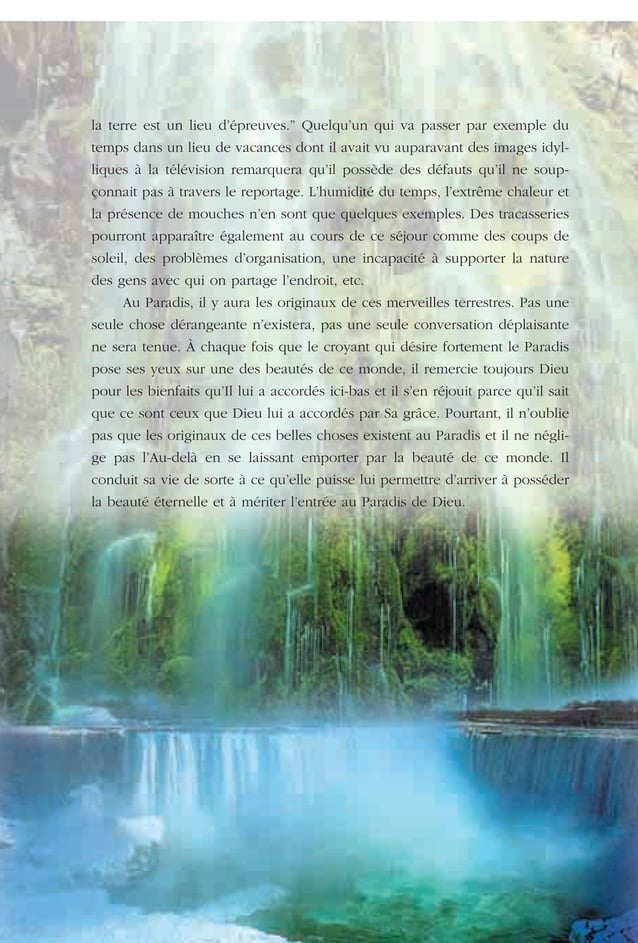 la terre est un lieu d’épreuves.” Quelqu’un qui va passer par exemple du
temps dans un lieu de vacances dont il avait vu auparavant des images idyl-
liques à la télévision remarquera qu’il possède des défauts qu’il ne soup-
çonnait pas à travers le reportage. L’humidité du temps, l’extrême chaleur et
la présence de mouches n’en sont que quelques exemples. Des tracasseries
pourront apparaître également au cours de ce séjour comme des coups de
soleil, des problèmes d’organisation, une incapacité à supporter la nature
des gens avec qui on partage l’endroit, etc.
Au Paradis, il y aura les originaux de ces merveilles terrestres. Pas une
seule chose dérangeante n’existera, pas une seule conversation déplaisante
ne sera tenue. À chaque fois que le croyant qui désire fortement le Paradis
pose ses yeux sur une des beautés de ce monde, il remercie toujours Dieu
pour les bienfaits qu’Il lui a accordés ici-bas et il s’en réjouit parce qu’il sait
que ce sont ceux que Dieu lui a accordés par Sa grâce. Pourtant, il n’oublie
pas que les originaux de ces belles choses existent au Paradis et il ne négli-
ge pas l’Au-delà en se laissant emporter par la beauté de ce monde. Il
conduit sa vie de sorte à ce qu’elle puisse lui permettre d’arriver à posséder
la beauté éternelle et à mériter l’entrée au Paradis de Dieu.